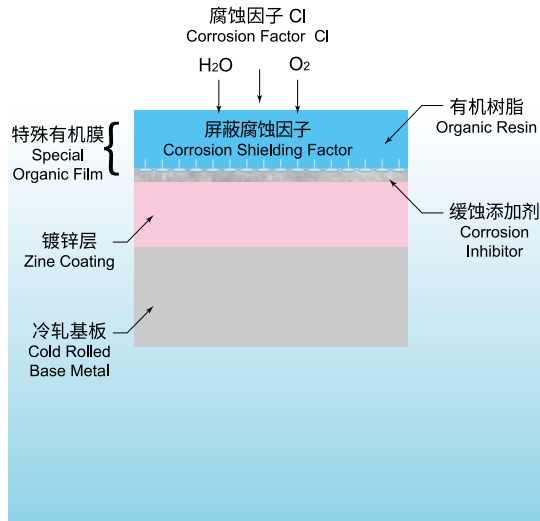 腐蚀因子 Cl
Corrosion Factor Cl
H₂O
O₂
特殊有机膜
Special
Organic Film
屏蔽腐蚀因子
Corrosion Shielding Factor
有机树脂
Organic Resin
缓蚀添加剂
Corrosion
Inhibitor
镀锌层
Zine Coating
冷轧基板
Cold Rolled
Base Metal